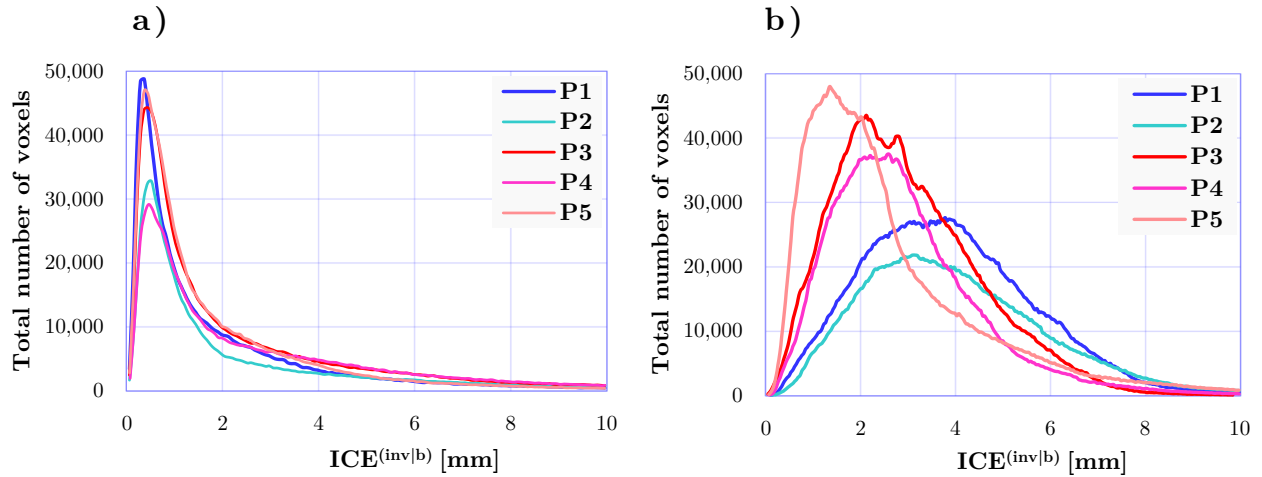 a)
Total number of voxels
50,000
40,000
30,000
20,000
10,000
0
0 2 4 6 8 10
ICE(inv|b) [mm]
P1
P2
P3
P4
P5
b)
Total number of voxels
50,000
40,000
30,000
20,000
10,000
0
0 2 4 6 8 10
ICE(inv|b) [mm]
P1
P2
P3
P4
P5